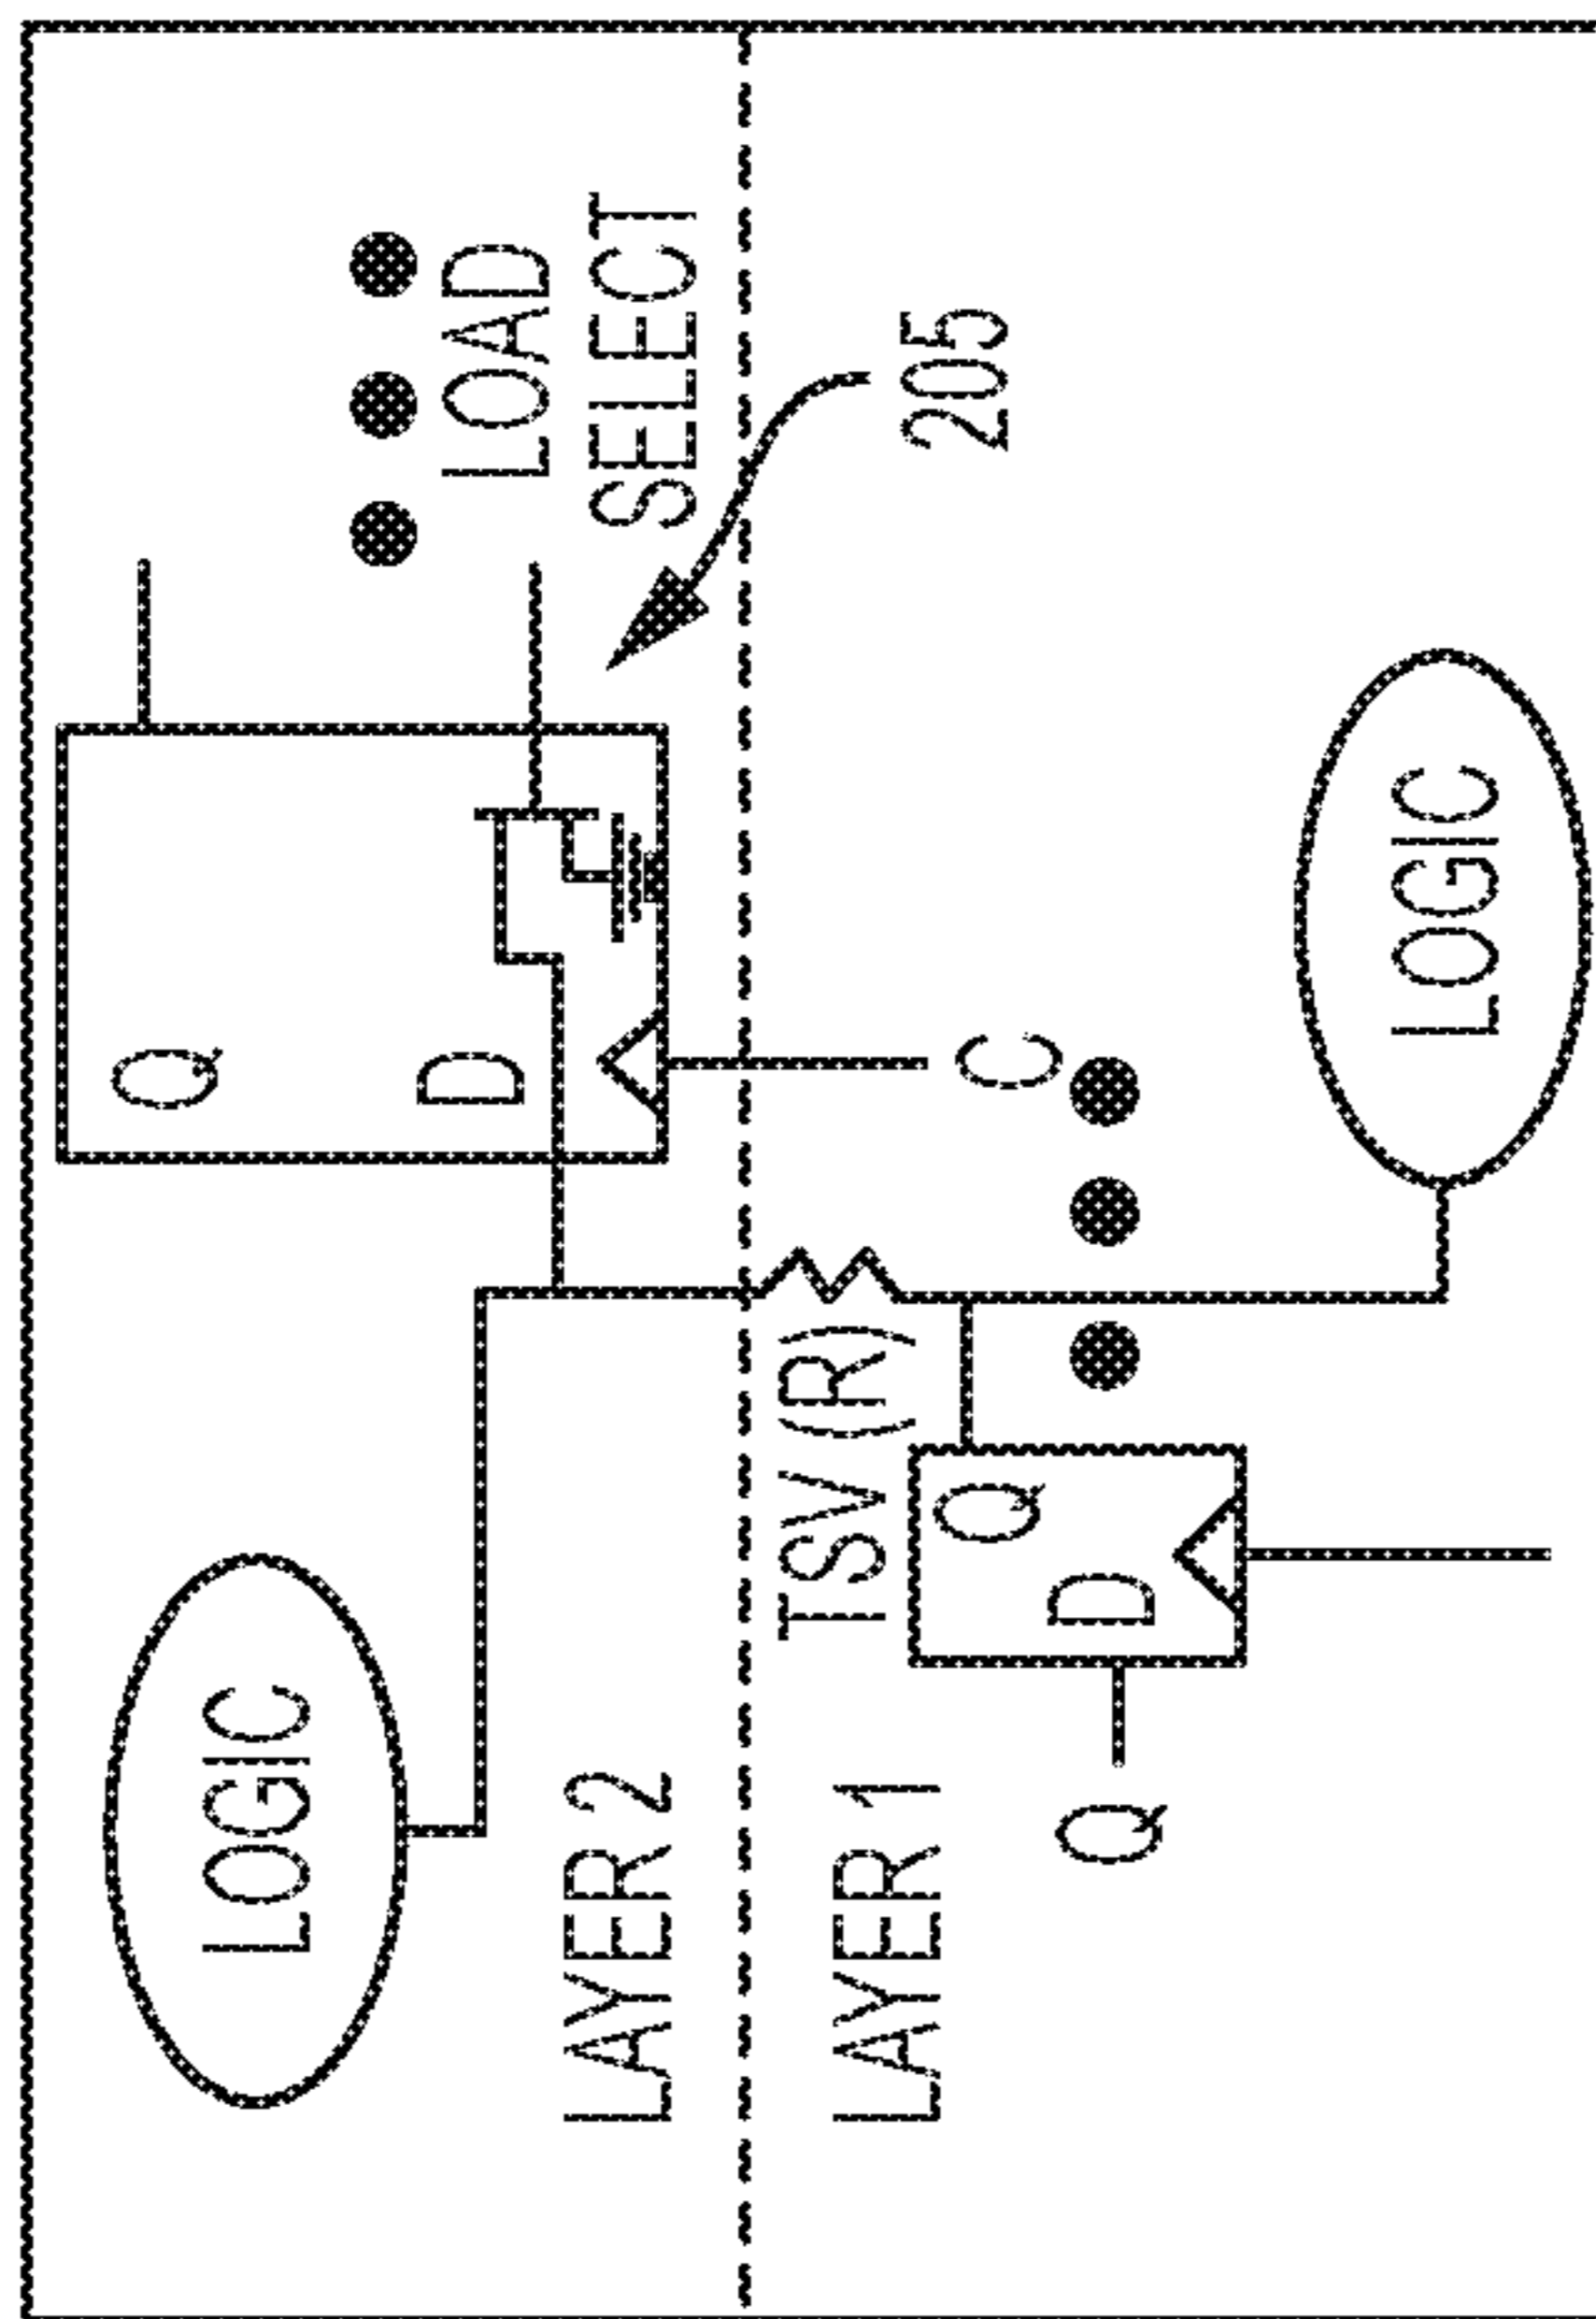 LOGIC
Q
D
LOAD
SELECT
LAYER 2
LAYER 1
TSV (R)
205
Q
C
Q
D
LOGIC